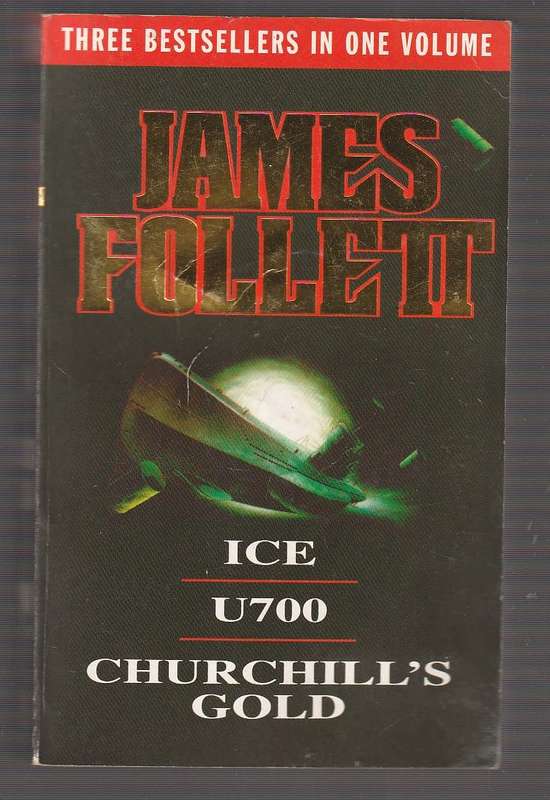 THREE BESTSELLERS IN ONE VOLUME
JAMES
FOLLETT
ICE
U700
CHURCHILL'S
GOLD